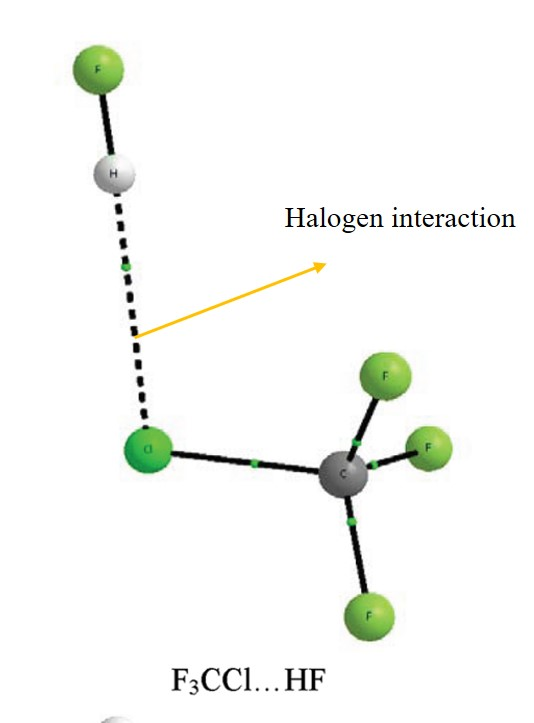 F
H
Halogen interaction
F
Cl
F
C
F
F₃CCl...HF